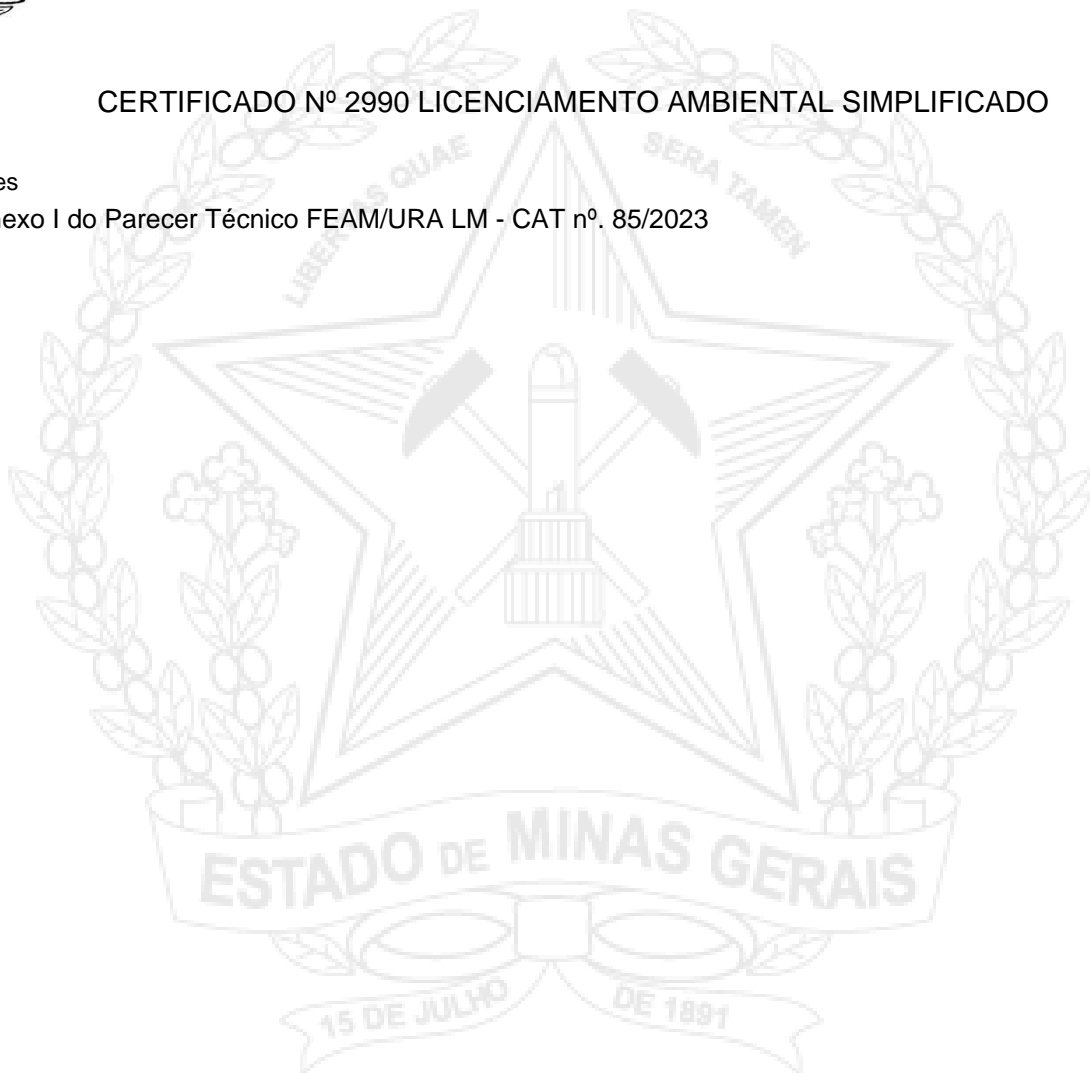 CERTIFICADO Nº 2990 LICENCIAMENTO AMBIENTAL SIMPLIFICADO
LIBERTAS QUAE SERA TAMEN
es
exo I do Parecer Técnico FEAM/URA LM - CAT nº. 85/2023
ESTADO DE MINAS GERAIS
15 DE JULHO DE 1891